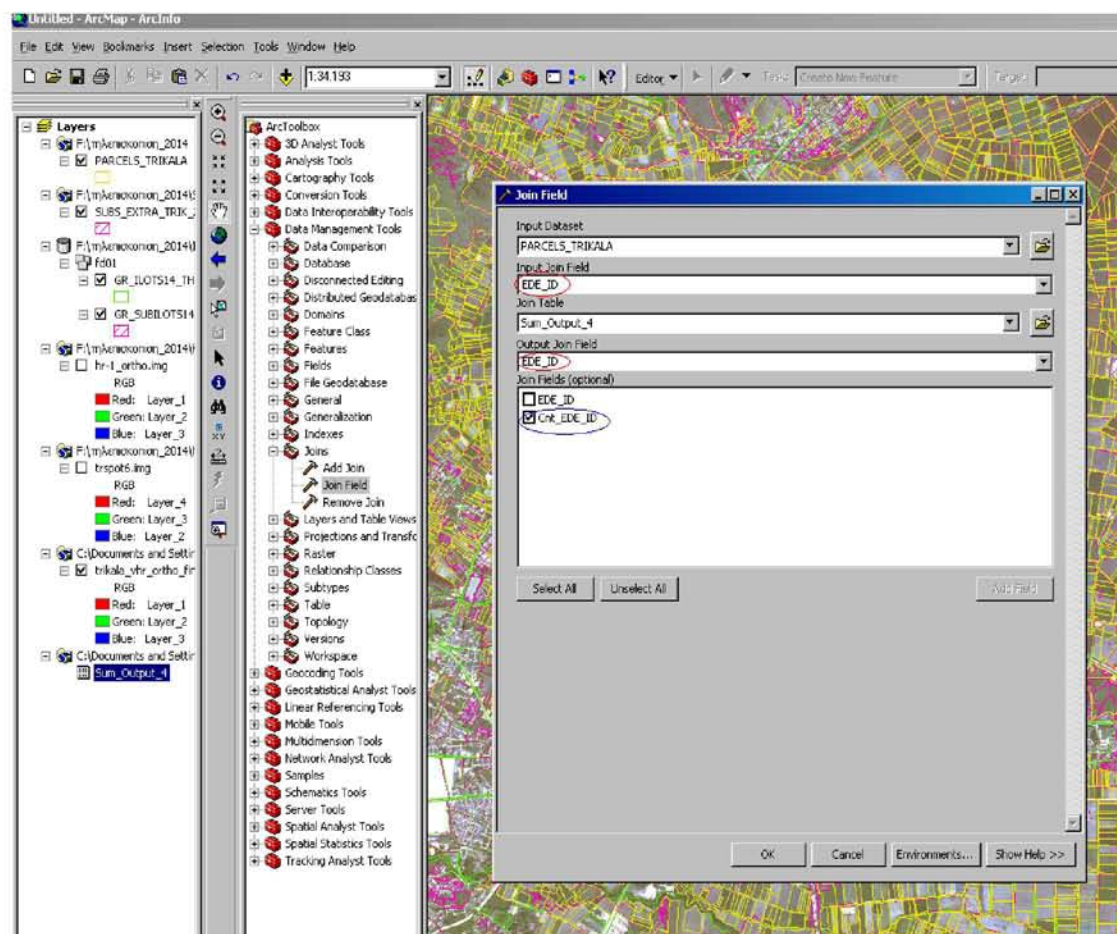 Untitled - ArcMap - ArcInfo
File Edit View Bookmarks Insert Selection Tools Window Help
1:34.193
Editor
Task: Create New Feature
Target:
Layers
F:\τηλεπισκοπιση_2014
PARCELS_TRIKALA
SUBS_EXTRA_TRIK_
fd01
GR_ILOTS14_TH
GR_SUBILOTS14
hr-1_ortho.img
RGB
Red: Layer_1
Green: Layer_2
Blue: Layer_3
trspot6.img
RGB
Red: Layer_4
Green: Layer_3
Blue: Layer_2
C:\Documents and Settin
trikala_vhr_ortho_fin
RGB
Red: Layer_1
Green: Layer_2
Blue: Layer_3
C:\Documents and Settin
Sum_Output_4
ArcToolbox
3D Analyst Tools
Analysis Tools
Cartography Tools
Conversion Tools
Data Interoperability Tools
Data Management Tools
Data Comparison
Database
Disconnected Editing
Distributed Geodatabas
Domains
Feature Class
Features
Fields
File Geodatabase
General
Generalization
Indexes
Joins
Add Join
Join Field
Remove Join
Layers and Table Views
Projections and Transfo
Raster
Relationship Classes
Subtypes
Table
Topology
Versions
Workspace
Geocoding Tools
Geostatistical Analyst Tools
Linear Referencing Tools
Mobile Tools
Multidimension Tools
Network Analyst Tools
Samples
Schematics Tools
Server Tools
Spatial Analyst Tools
Spatial Statistics Tools
Tracking Analyst Tools
Join Field
Input Dataset
PARCELS_TRIKALA
Input Join Field
EDE_ID
Join Table
Sum_Output_4
Output Join Field
EDE_ID
Join Fields (optional)
EDE_ID
Cnt_EDE_ID
Select All
Unselect All
Add Field
OK
Cancel
Environments...
Show Help >>